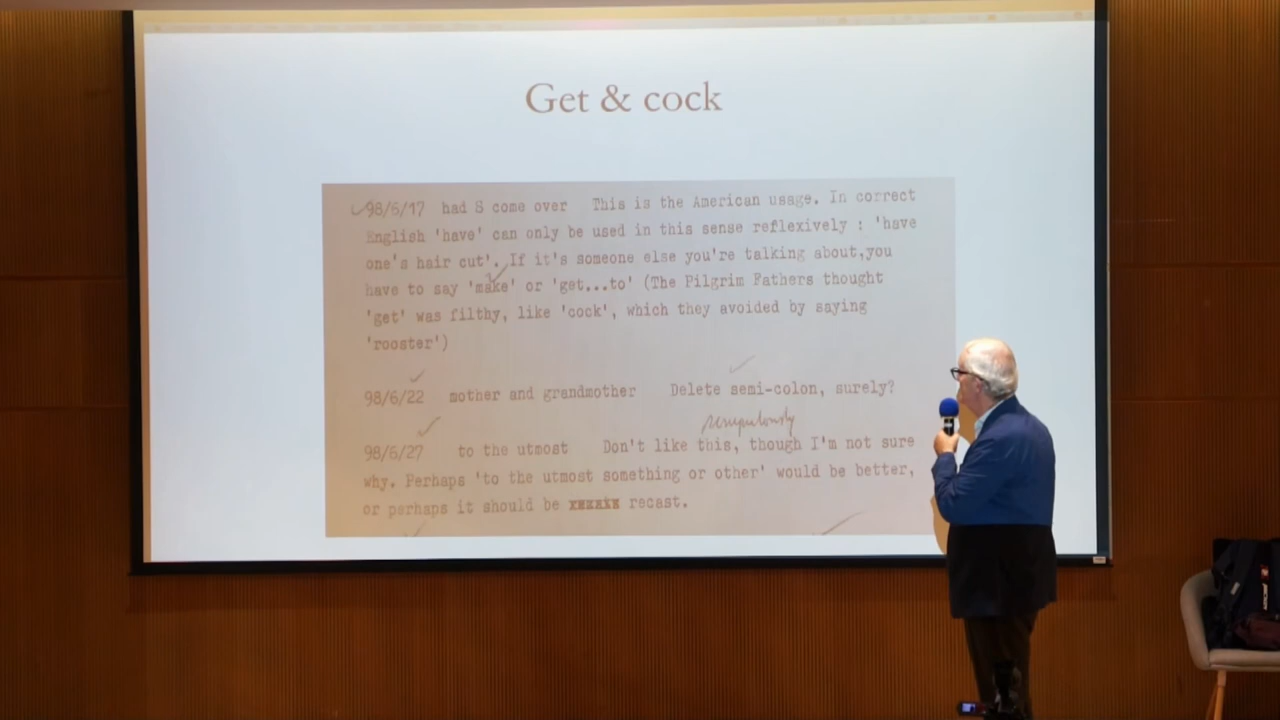 Get & cock
98/6/17 had S come over This is the American usage. In correct
English 'have' can only be used in this sense reflexively : 'have
one's hair cut'. If it's someone else you're talking about,you
have to say 'make' or 'get...to' (The Pilgrim Fathers thought
'get' was filthy, like 'cock', which they avoided by saying
'rooster')
98/6/22 mother and grandmother Delete semi-colon, surely?
98/6/27 to the utmost Don't like this, though I'm not sure
why. Perhaps 'to the utmost something or other' would be better,
or perhaps it should be recast.